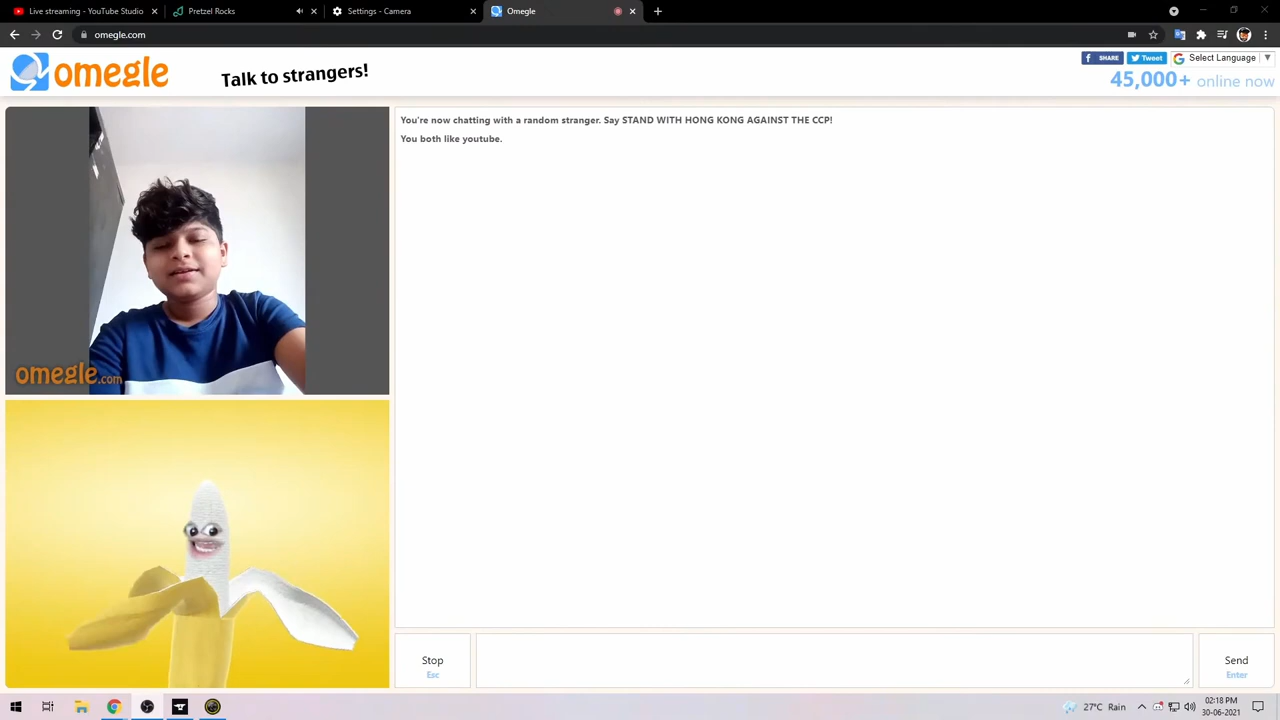 Live streaming - YouTube Studio
Pretzel Rocks
Settings - Camera
Omegle
omegle.com
omegle
Talk to strangers!
SHARE
Tweet
Select Language
45,000+ online now
You're now chatting with a random stranger. Say STAND WITH HONG KONG AGAINST THE CCP!
You both like youtube.
omegle.com
Stop
Esc
Send
Enter
27°C Rain
02:18 PM
30-06-2021